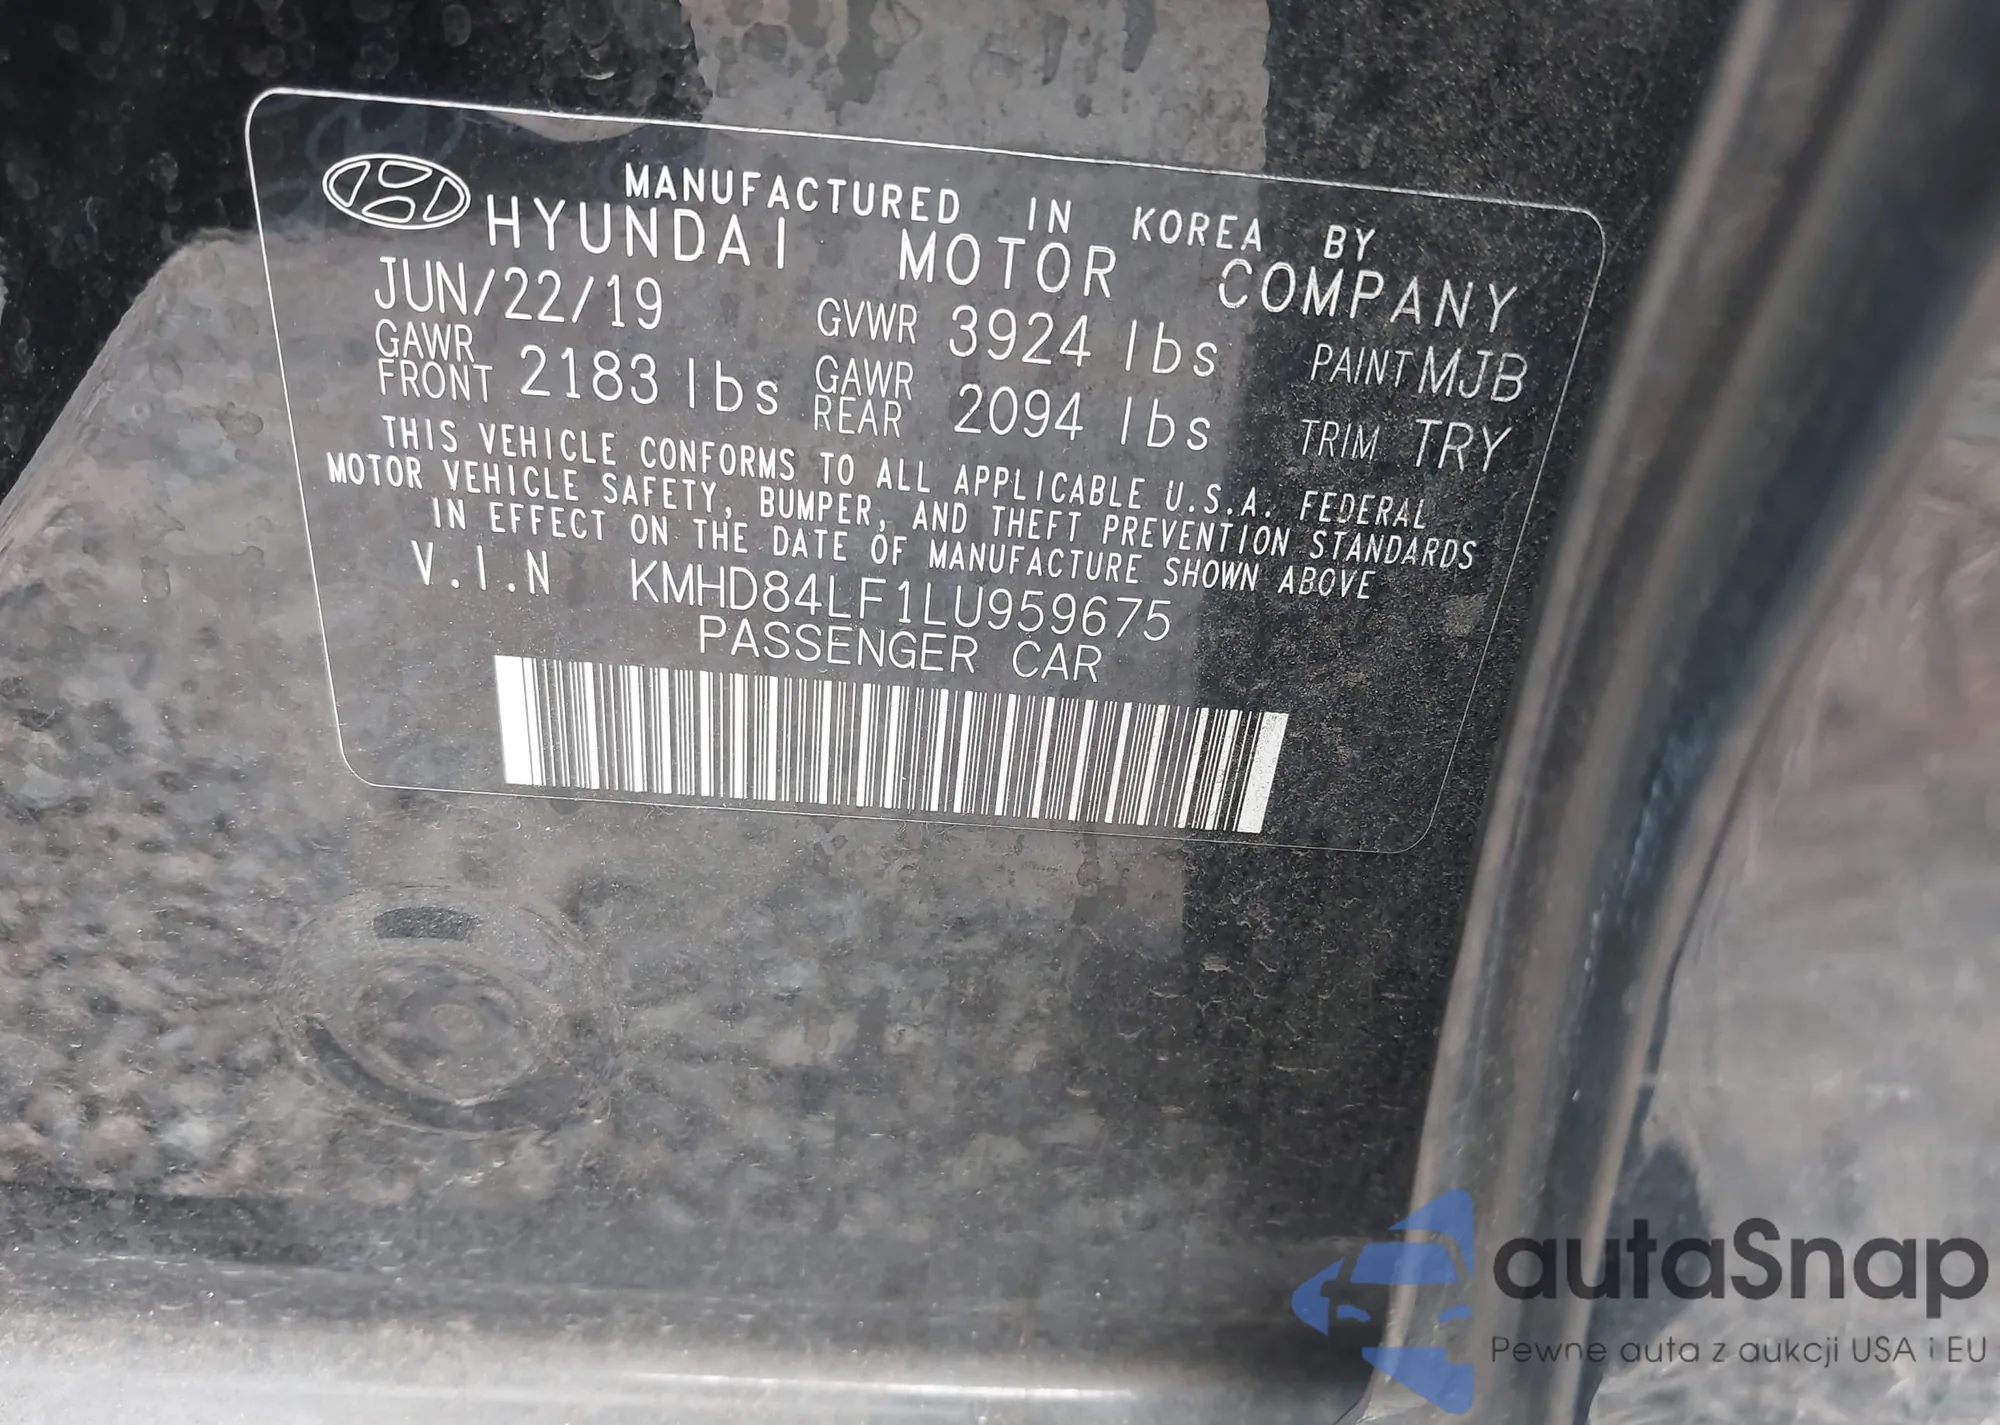 MANUFACTURED IN KOREA BY
HYUNDAI MOTOR COMPANY
JUN/22/19 GVWR 3924 lbs PAINT MJB
GAWR FRONT 2183 lbs GAWR REAR 2094 lbs TRIM TRY
THIS VEHICLE CONFORMS TO ALL APPLICABLE U.S.A. FEDERAL
MOTOR VEHICLE SAFETY, BUMPER, AND THEFT PREVENTION STANDARDS
IN EFFECT ON THE DATE OF MANUFACTURE SHOWN ABOVE
V.I.N KMHD84LF1LU959675
PASSENGER CAR
autaSnap
Pewne auta z aukcji USA i EU